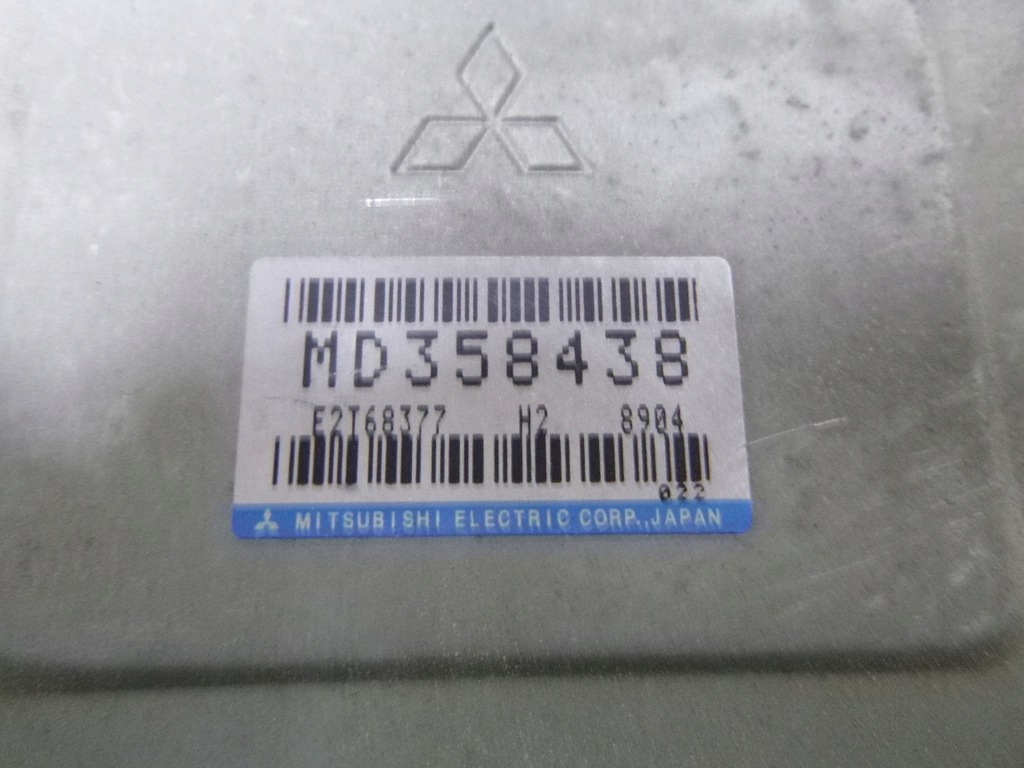 MD358438
E2T68377 H2 8904
022
MITSUBISHI ELECTRIC CORP., JAPAN